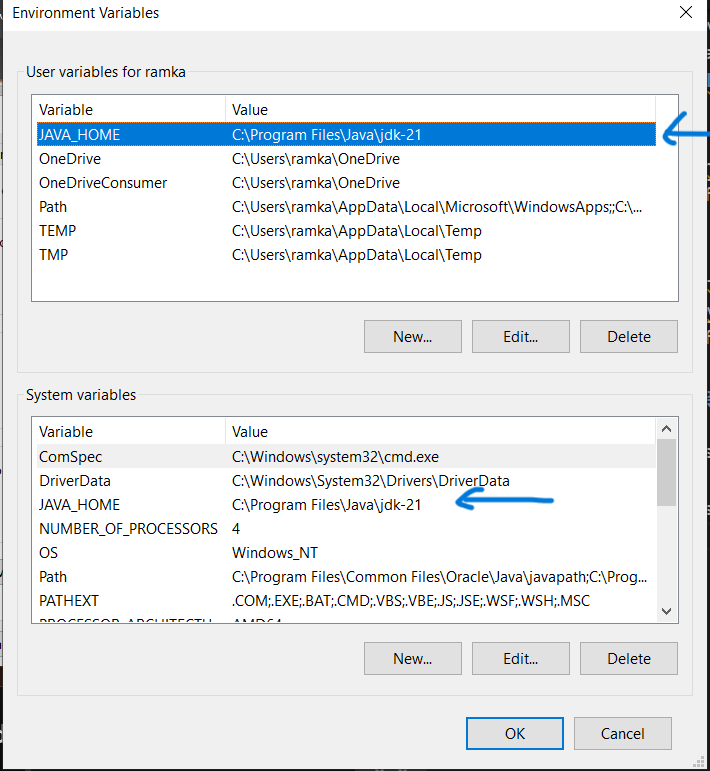 Environment Variables
User variables for ramka
Variable Value
JAVA_HOME C:\Program Files\Java\jdk-21
OneDrive C:\Users\ramka\OneDrive
OneDriveConsumer C:\Users\ramka\OneDrive
Path C:\Users\ramka\AppData\Local\Microsoft\WindowsApps;;C:\...
TEMP C:\Users\ramka\AppData\Local\Temp
TMP C:\Users\ramka\AppData\Local\Temp
New... Edit... Delete
System variables
Variable Value
ComSpec C:\Windows\system32\cmd.exe
DriverData C:\Windows\System32\Drivers\DriverData
JAVA_HOME C:\Program Files\Java\jdk-21
NUMBER_OF_PROCESSORS 4
OS Windows_NT
Path C:\Program Files\Common Files\Oracle\Java\javapath;C:\Prog...
PATHEXT .COM;.EXE;.BAT;.CMD;.VBS;.VBE;.JS;.JSE;.WSF;.WSH;.MSC
PROCESSOR_ARCHITECTU... AMD64
New... Edit... Delete
OK Cancel